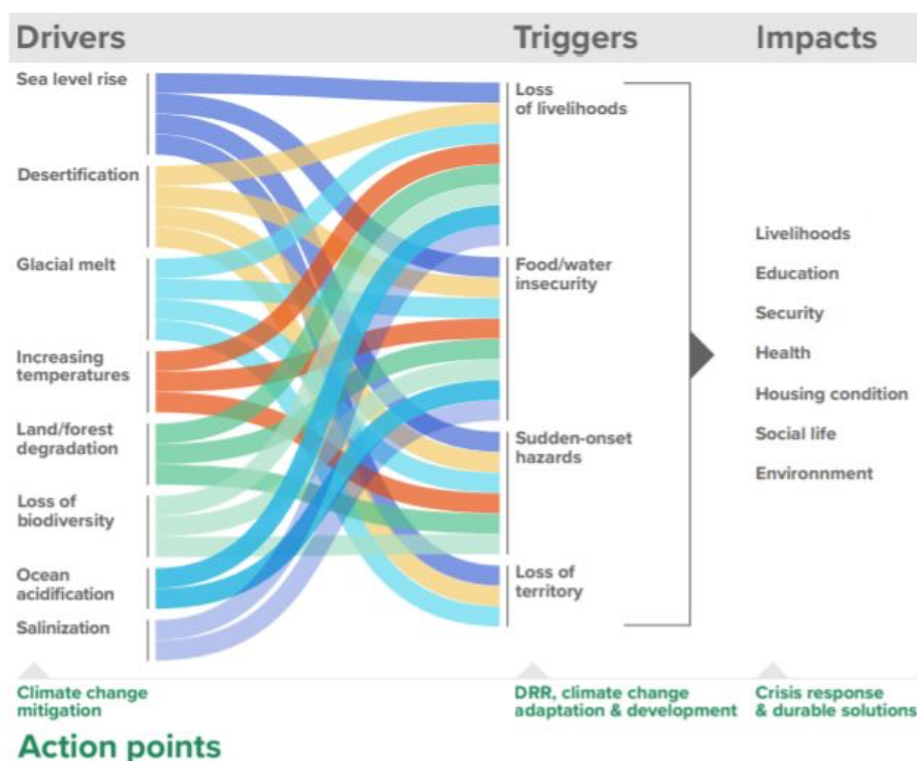 Drivers
Triggers
Impacts
Sea level rise
Desertification
Glacial melt
Increasing
temperatures
Land/forest
degradation
Loss of
biodiversity
Ocean
acidification
Salinization
Loss
of livelihoods
Food/water
insecurity
Sudden-onset
hazards
Loss of
territory
Livelihoods
Education
Security
Health
Housing condition
Social life
Environnment
Climate change
mitigation
DRR, climate change
adaptation & development
Crisis response
& durable solutions
Action points